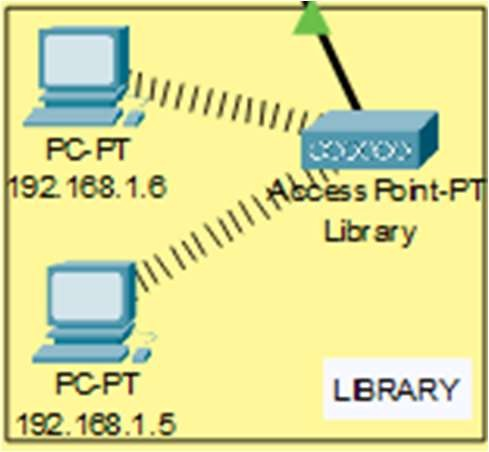 PC-PT
192.168.1.6
Access Point-PT
Library
PC-PT
192.168.1.5
LIBRARY